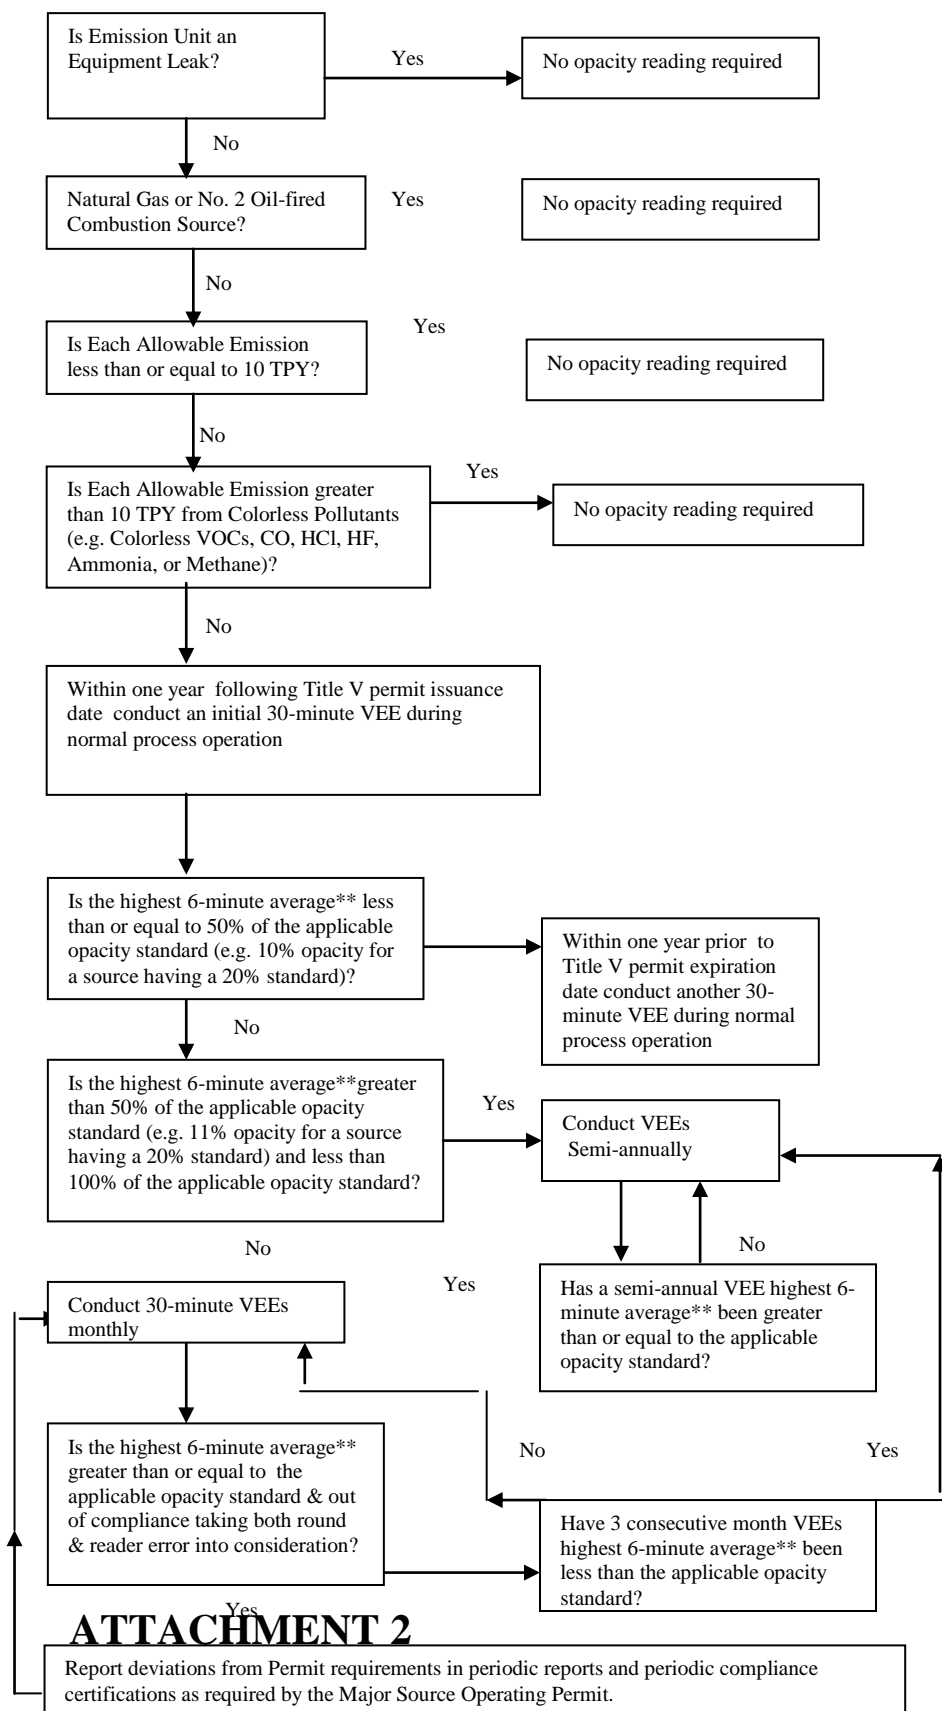 Is Emission Unit an
Equipment Leak?
Yes
No opacity reading required
No
Natural Gas or No. 2 Oil-fired
Combustion Source?
Yes
No opacity reading required
No
Yes
Is Each Allowable Emission
less than or equal to 10 TPY?
No opacity reading required
No
Is Each Allowable Emission greater
than 10 TPY from Colorless Pollutants
(e.g. Colorless VOCs, CO, HCl, HF,
Ammonia, or Methane)?
Yes
No opacity reading required
No
Within one year  following Title V permit issuance
date  conduct an initial 30-minute VEE during
normal process operation
Is the highest 6-minute average** less
than or equal to 50% of the applicable
opacity standard (e.g. 10% opacity for
a source having a 20% standard)?
Within one year prior  to
Title V permit expiration
date conduct another 30-
minute VEE during normal
process operation
No
Is the highest 6-minute average**greater
than 50% of the applicable opacity
standard (e.g. 11% opacity for a source
having a 20% standard) and less than
100% of the applicable opacity standard?
Yes
Conduct VEEs
Semi-annually
No
No
Yes
Has a semi-annual VEE highest 6-
minute average** been greater
than or equal to the applicable
opacity standard?
Conduct 30-minute VEEs
monthly
Is the highest 6-minute average**
greater than or equal to  the
applicable opacity standard & out
of compliance taking both round
& reader error into consideration?
No
Yes
Have 3 consecutive month VEEs
highest 6-minute average** been
less than the applicable opacity
standard?
Yes
ATTACHMENT 2
Report deviations from Permit requirements in periodic reports and periodic compliance
certifications as required by the Major Source Operating Permit.